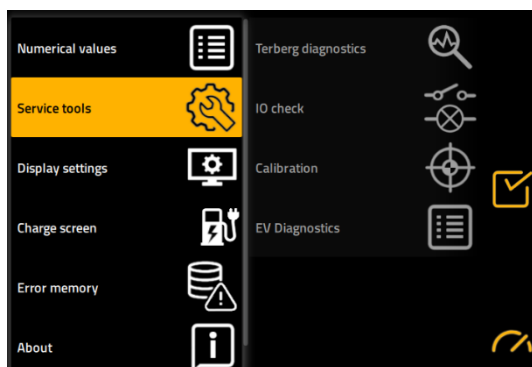 Numerical values
Service tools
Display settings
Charge screen
Error memory
About
Terberg diagnostics
IO check
Calibration
EV Diagnostics